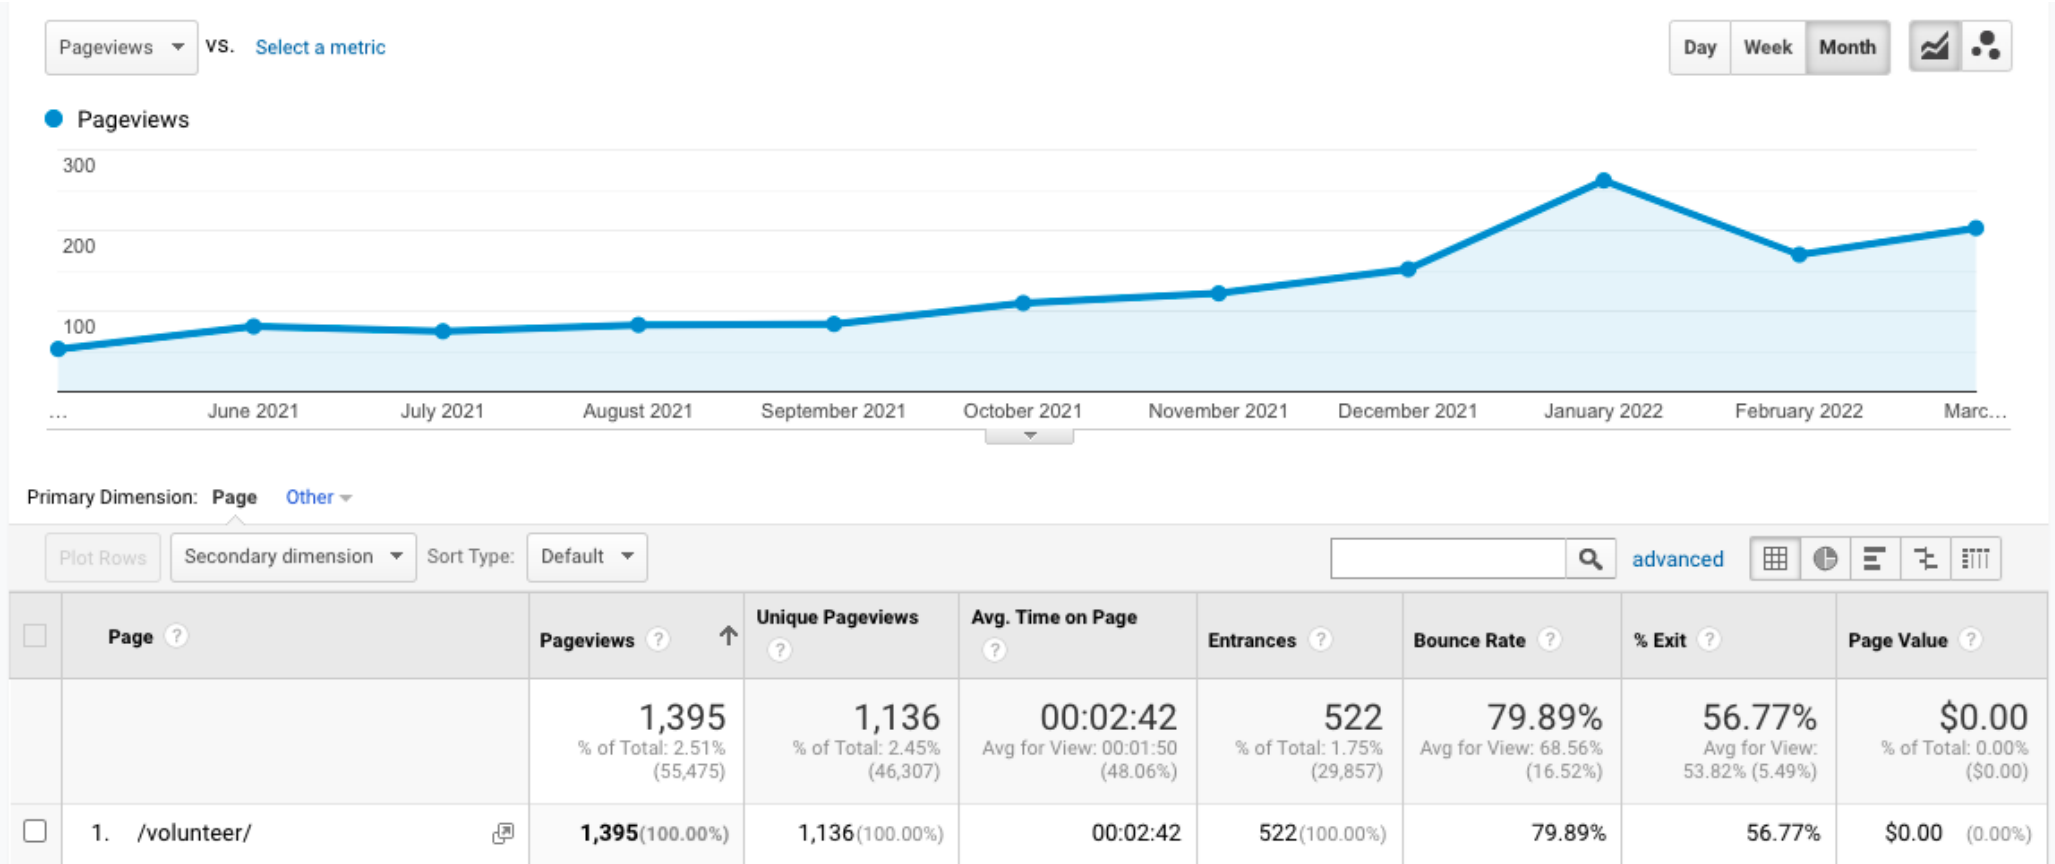 Pageviews VS. Select a metric Day Week Month
Pageviews
300
200
100
... June 2021 July 2021 August 2021 September 2021 October 2021 November 2021 December 2021 January 2022 February 2022 Marc...
Primary Dimension: Page Other
Plot Rows Secondary dimension Sort Type: Default advanced
Page ? Pageviews ? Unique Pageviews ? Avg. Time on Page ? Entrances ? Bounce Rate ? % Exit ? Page Value ?
1,395 1,136 00:02:42 522 79.89% 56.77% $0.00
% of Total: 2.51% % of Total: 2.45% Avg for View: 00:01:50 % of Total: 1.75% Avg for View: 68.56% Avg for View: % of Total: 0.00%
(55,475) (46,307) (48.06%) (29,857) (16.52%) 53.82% (5.49%) ($0.00)
1. /volunteer/ 1,395(100.00%) 1,136(100.00%) 00:02:42 522(100.00%) 79.89% 56.77% $0.00 (0.00%)